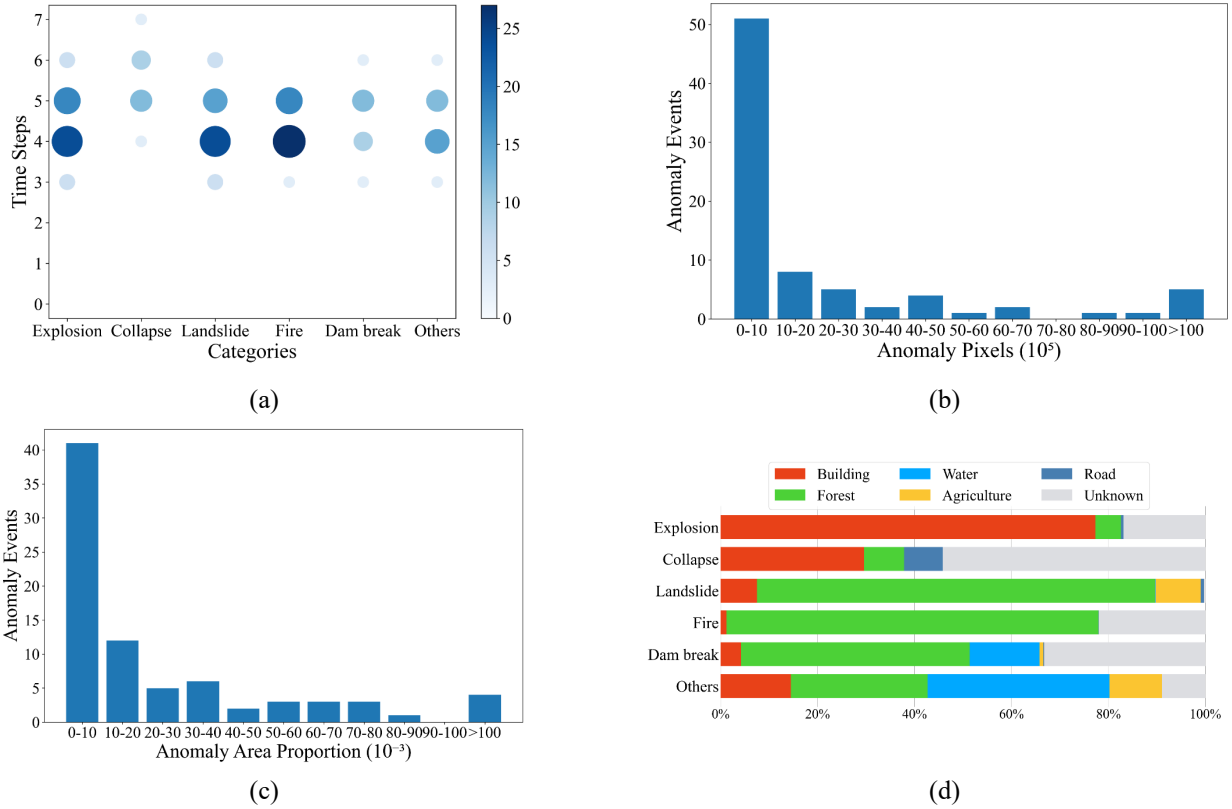 7
6
5
4
3
2
1
0
Time Steps
Explosion Collapse Landslide Fire Dam break Others
Categories
25
20
15
10
5
0
(a)
50
40
30
20
10
0
Anomaly Events
0-10 10-20 20-30 30-40 40-50 50-60 60-70 70-80 80-90 90-100 >100
Anomaly Pixels (10⁵)
(b)
40
35
30
25
20
15
10
5
0
Anomaly Events
0-10 10-20 20-30 30-40 40-50 50-60 60-70 70-80 80-90 90-100 >100
Anomaly Area Proportion (10⁻³)
(c)
Building Water Road
Forest Agriculture Unknown
Explosion
Collapse
Landslide
Fire
Dam break
Others
0% 20% 40% 60% 80% 100%
(d)